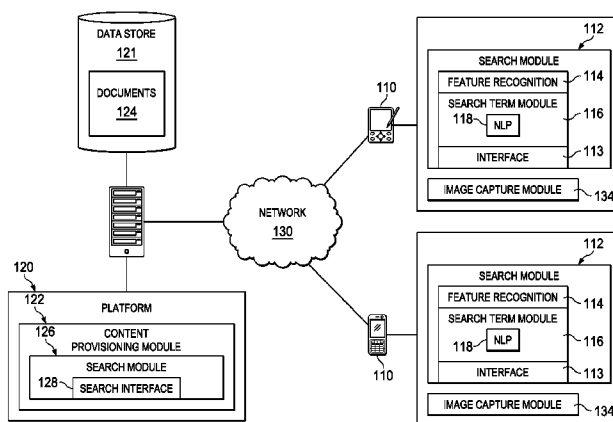 DATA STORE
121
DOCUMENTS
124
120
PLATFORM
122
CONTENT
PROVISIONING MODULE
126
SEARCH MODULE
128
SEARCH INTERFACE
NETWORK
130
110
112
SEARCH MODULE
FEATURE RECOGNITION
114
SEARCH TERM MODULE
116
118
NLP
INTERFACE
113
IMAGE CAPTURE MODULE
134
110
112
SEARCH MODULE
FEATURE RECOGNITION
114
SEARCH TERM MODULE
116
118
NLP
INTERFACE
113
IMAGE CAPTURE MODULE
134